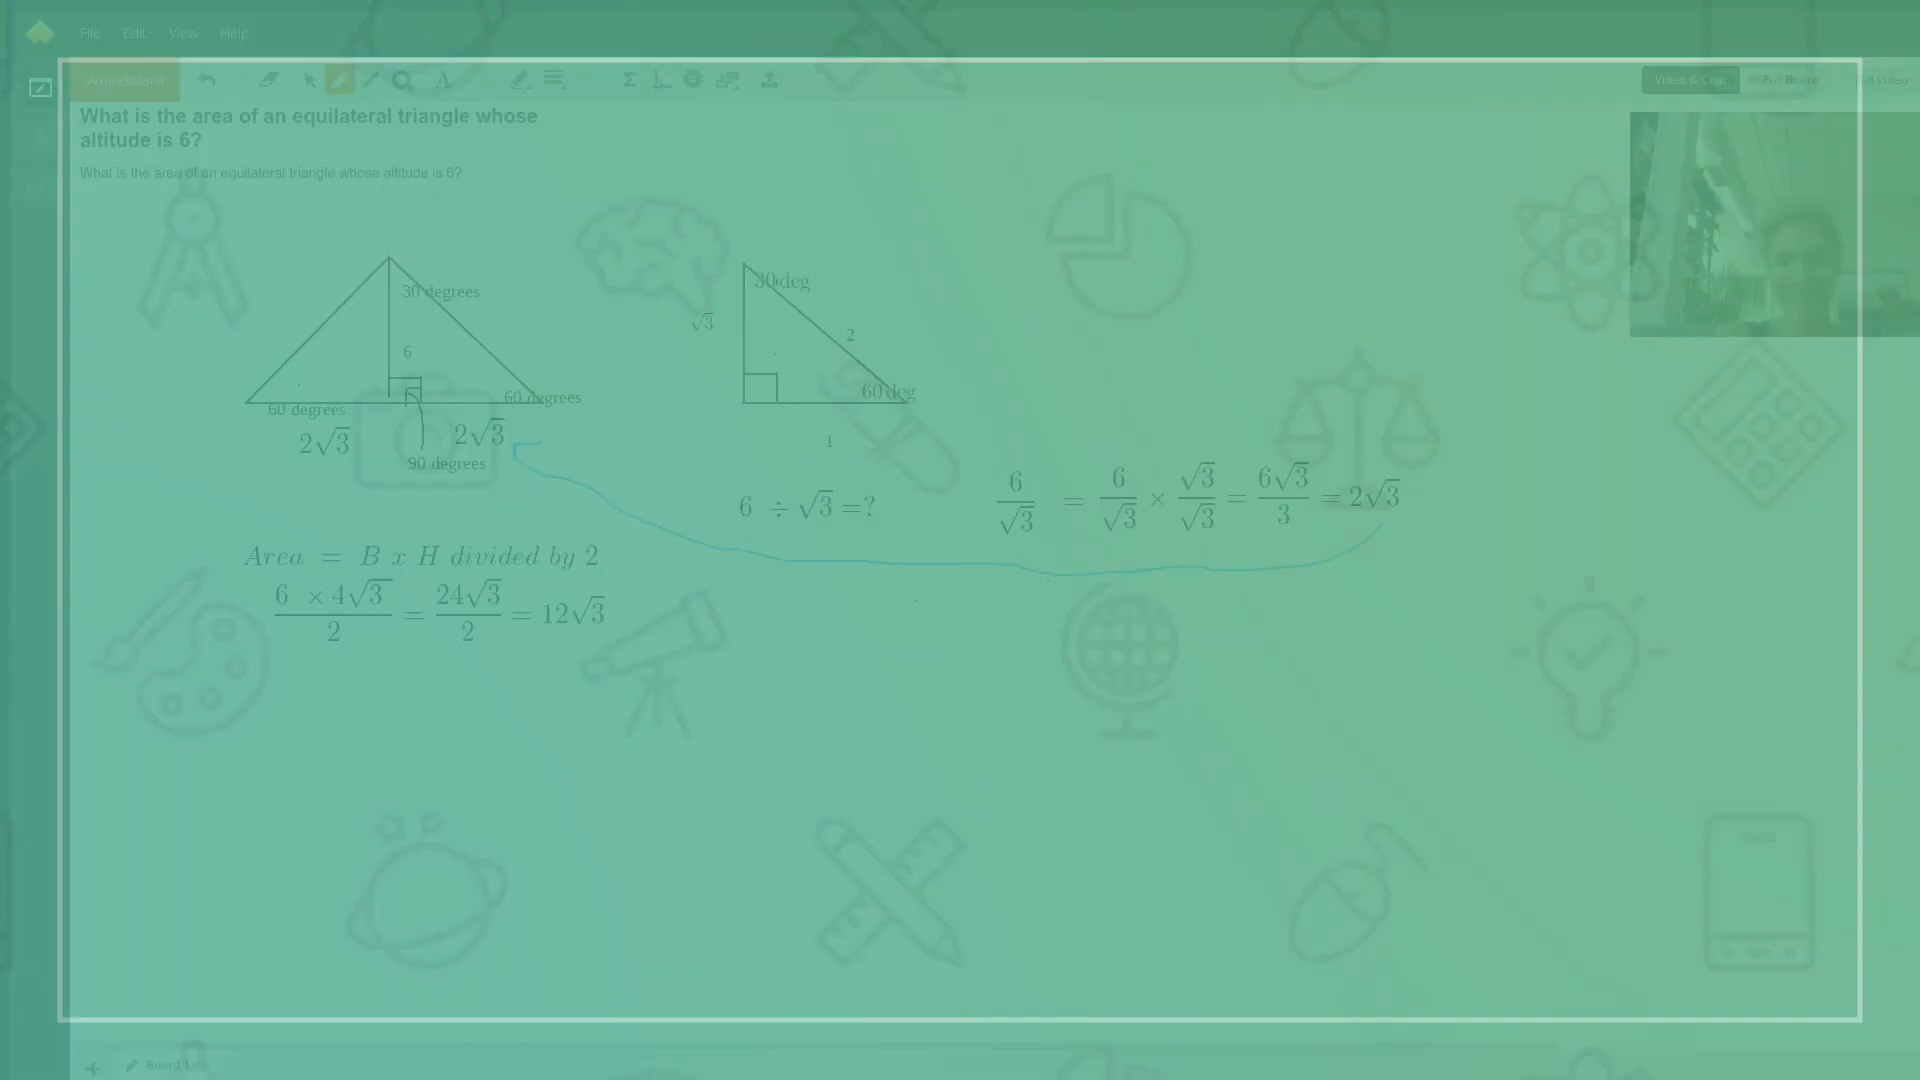 File Edit View Help
WhiteBoard
Video & Chat Full Board Full Video
What is the area of an equilateral triangle whose
altitude is 6?
What is the area of an equilateral triangle whose altitude is 6?
30 degrees
6
60 degrees
60 degrees
2√3
2√3
90 degrees
30 deg
√3
2
60 deg
1
6 ÷ √3 =?
6/√3 = 6/√3 × √3/√3 = 6√3/3 = 2√3
Area = B x H divided by 2
6 × 4√3/2 = 24√3/2 = 12√3
Board 1